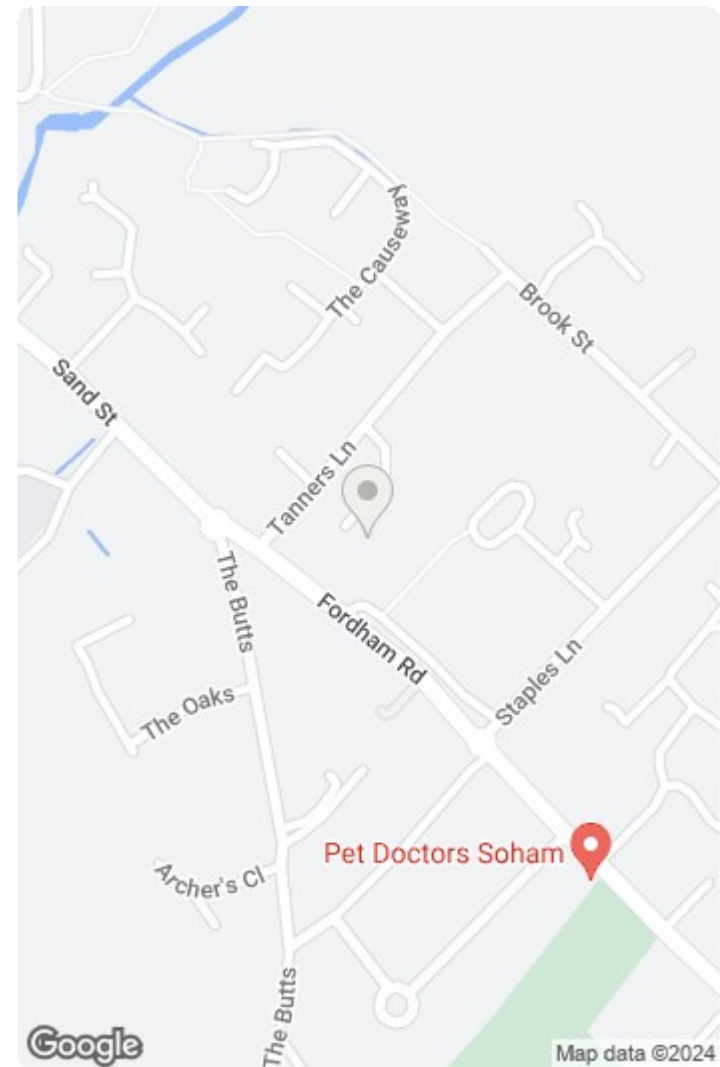 The Causeway
Brook St
Sand St
Tanners Ln
The Butts
Fordham Rd
Staples Ln
The Oaks
Pet Doctors Soham
Archer's Cl
The Butts
Google
Map data ©2024